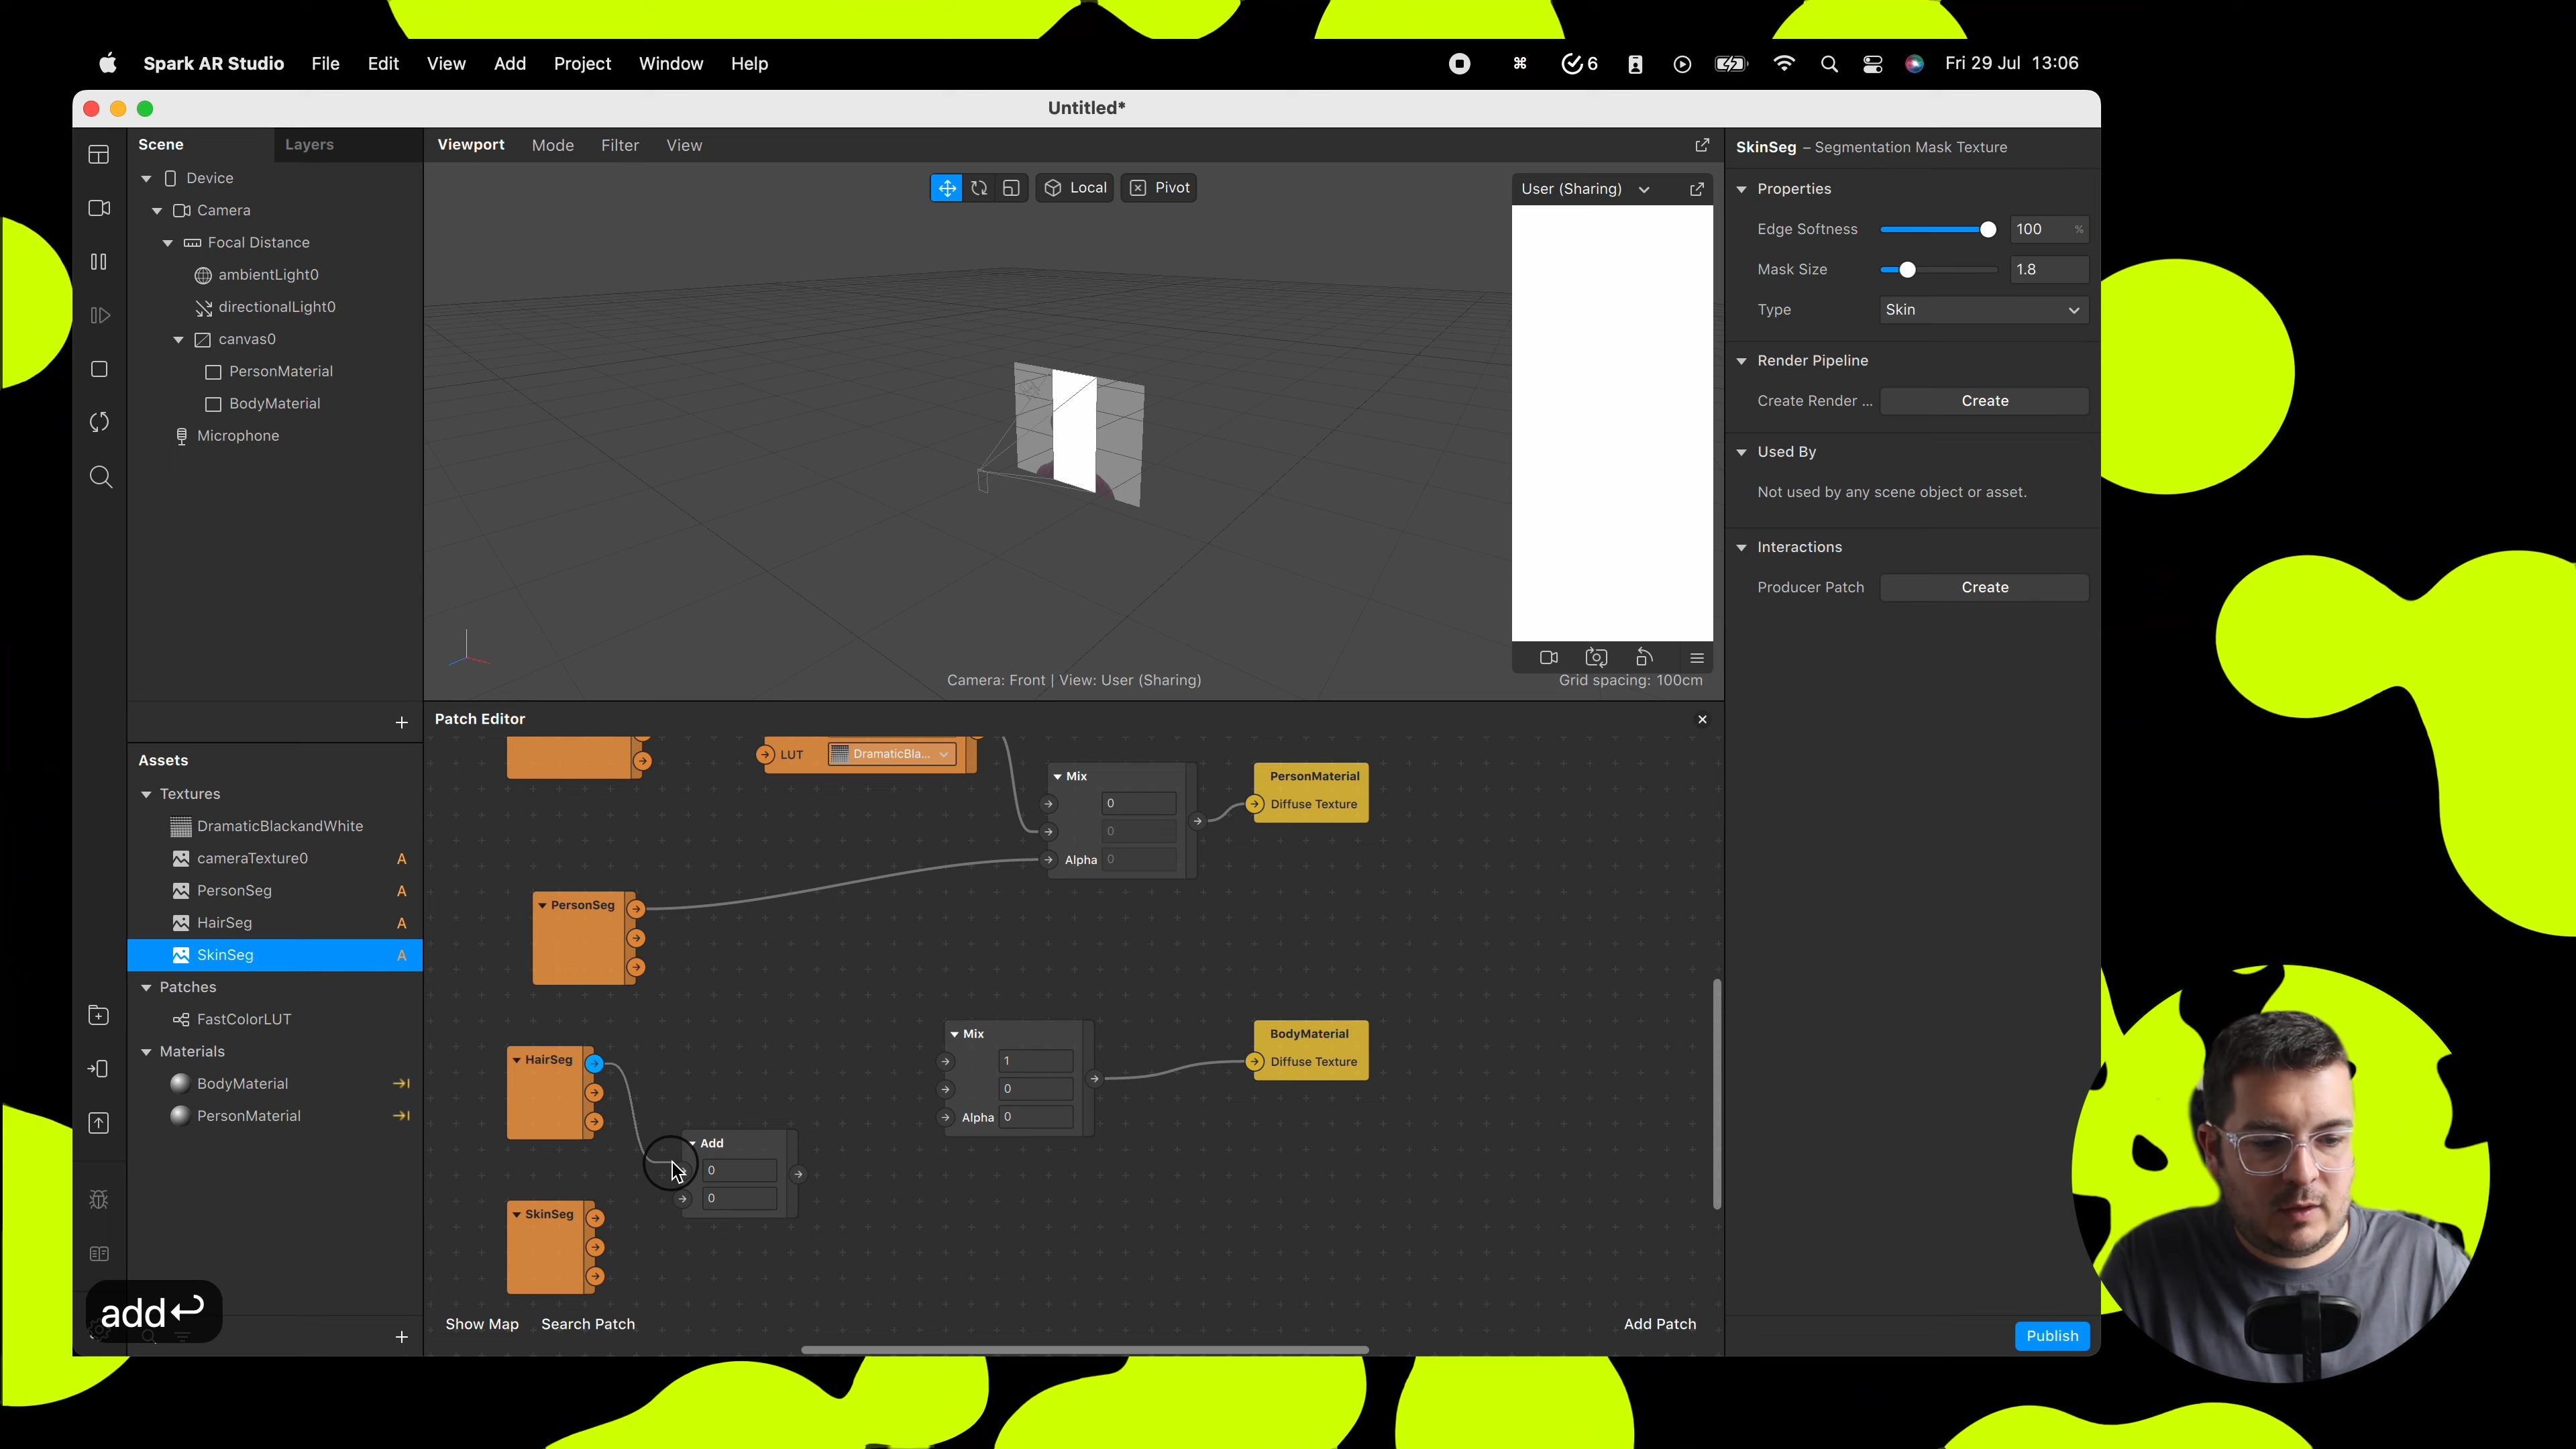 Spark AR Studio File Edit View Add Project Window Help
6 Fri 29 Jul 13:06
Untitled*
Scene Layers
Device
Camera
Focal Distance
ambientLight0
directionalLight0
canvas0
PersonMaterial
BodyMaterial
Microphone
Assets
Textures
DramaticBlackandWhite
cameraTexture0 A
PersonSeg A
HairSeg A
SkinSeg A
Patches
FastColorLUT
Materials
BodyMaterial
PersonMaterial
add
Viewport Mode Filter View
Local Pivot
User (Sharing)
Camera: Front | View: User (Sharing)
Grid spacing: 100cm
Patch Editor
LUT DramaticBla...
Mix
0
0
Alpha 0
PersonMaterial
Diffuse Texture
PersonSeg
HairSeg
Mix
1
0
Alpha 0
BodyMaterial
Diffuse Texture
Add
0
0
SkinSeg
Show Map Search Patch Add Patch
SkinSeg – Segmentation Mask Texture
Properties
Edge Softness 100 %
Mask Size 1.8
Type Skin
Render Pipeline
Create Render ... Create
Used By
Not used by any scene object or asset.
Interactions
Producer Patch Create
Publish